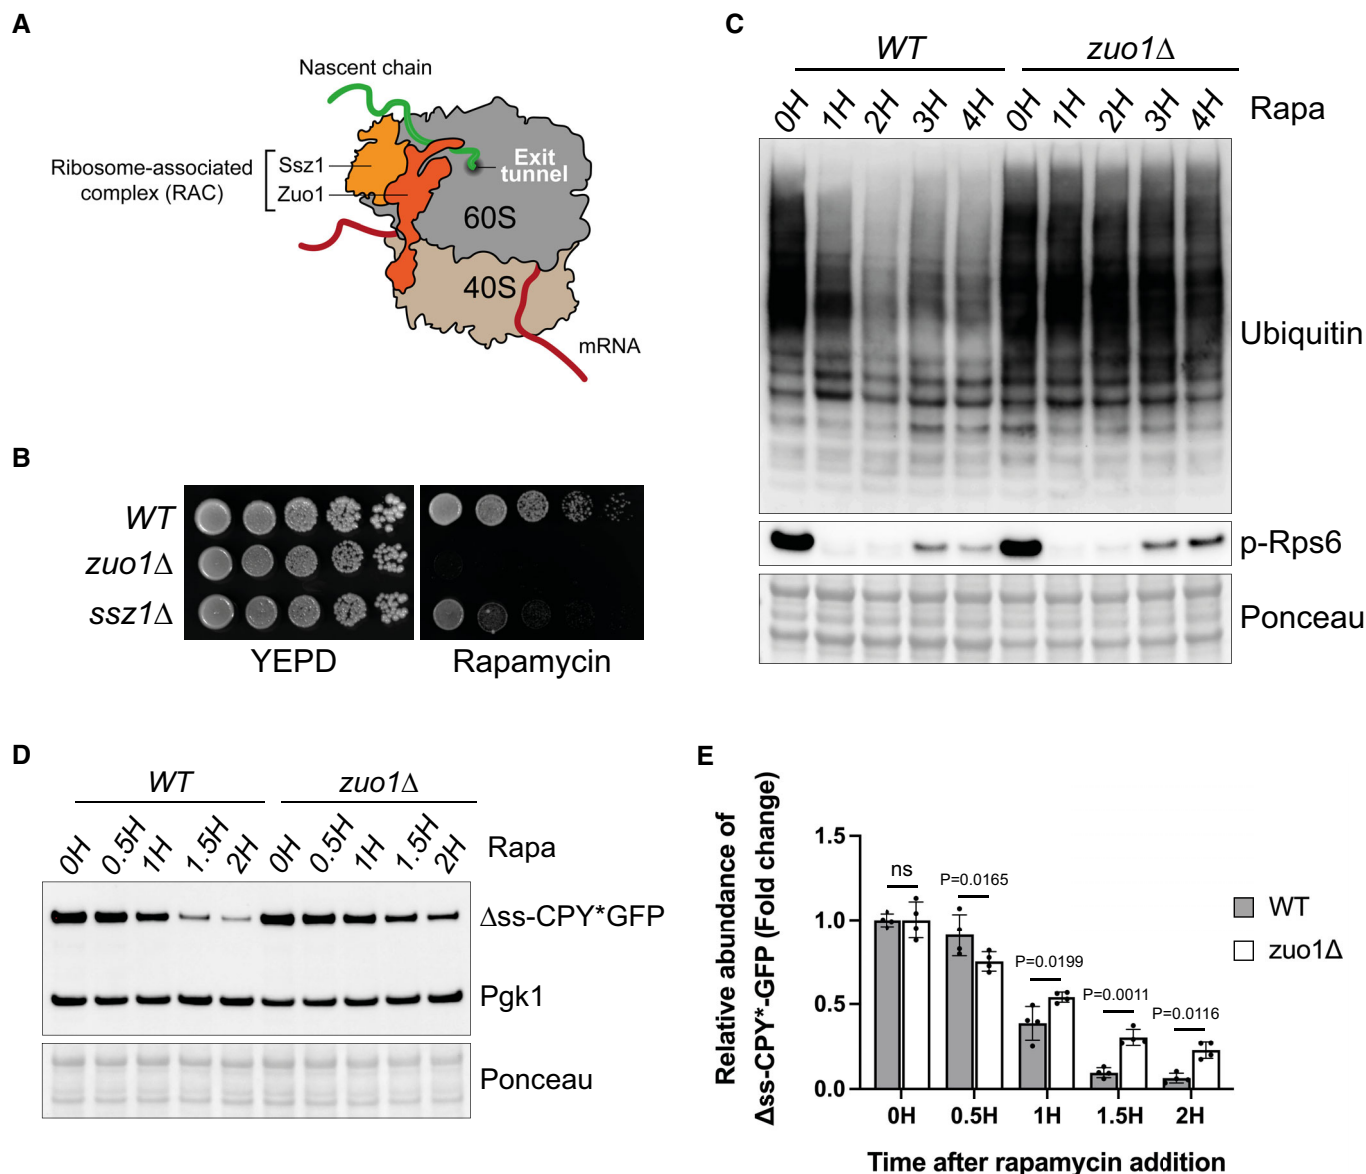 A
Nascent chain
Ribosome-associated
complex (RAC)
Ssz1
Zuo1
Exit
tunnel
60S
40S
mRNA
B
WT
zuo1Δ
ssz1Δ
YEPD
Rapamycin
C
WT
zuo1Δ
0H 1H 2H 3H 4H 0H 1H 2H 3H 4H
Rapa
Ubiquitin
p-Rps6
Ponceau
D
WT
zuo1Δ
0H 0.5H 1H 1.5H 2H 0H 0.5H 1H 1.5H 2H
Rapa
Δss-CPY*GFP
Pgk1
Ponceau
E
Relative abundance of
Δss-CPY*-GFP (Fold change)
1.5
1.0
0.5
0.0
ns
P=0.0165
P=0.0199
P=0.0011
P=0.0116
WT
zuo1Δ
0H 0.5H 1H 1.5H 2H
Time after rapamycin addition